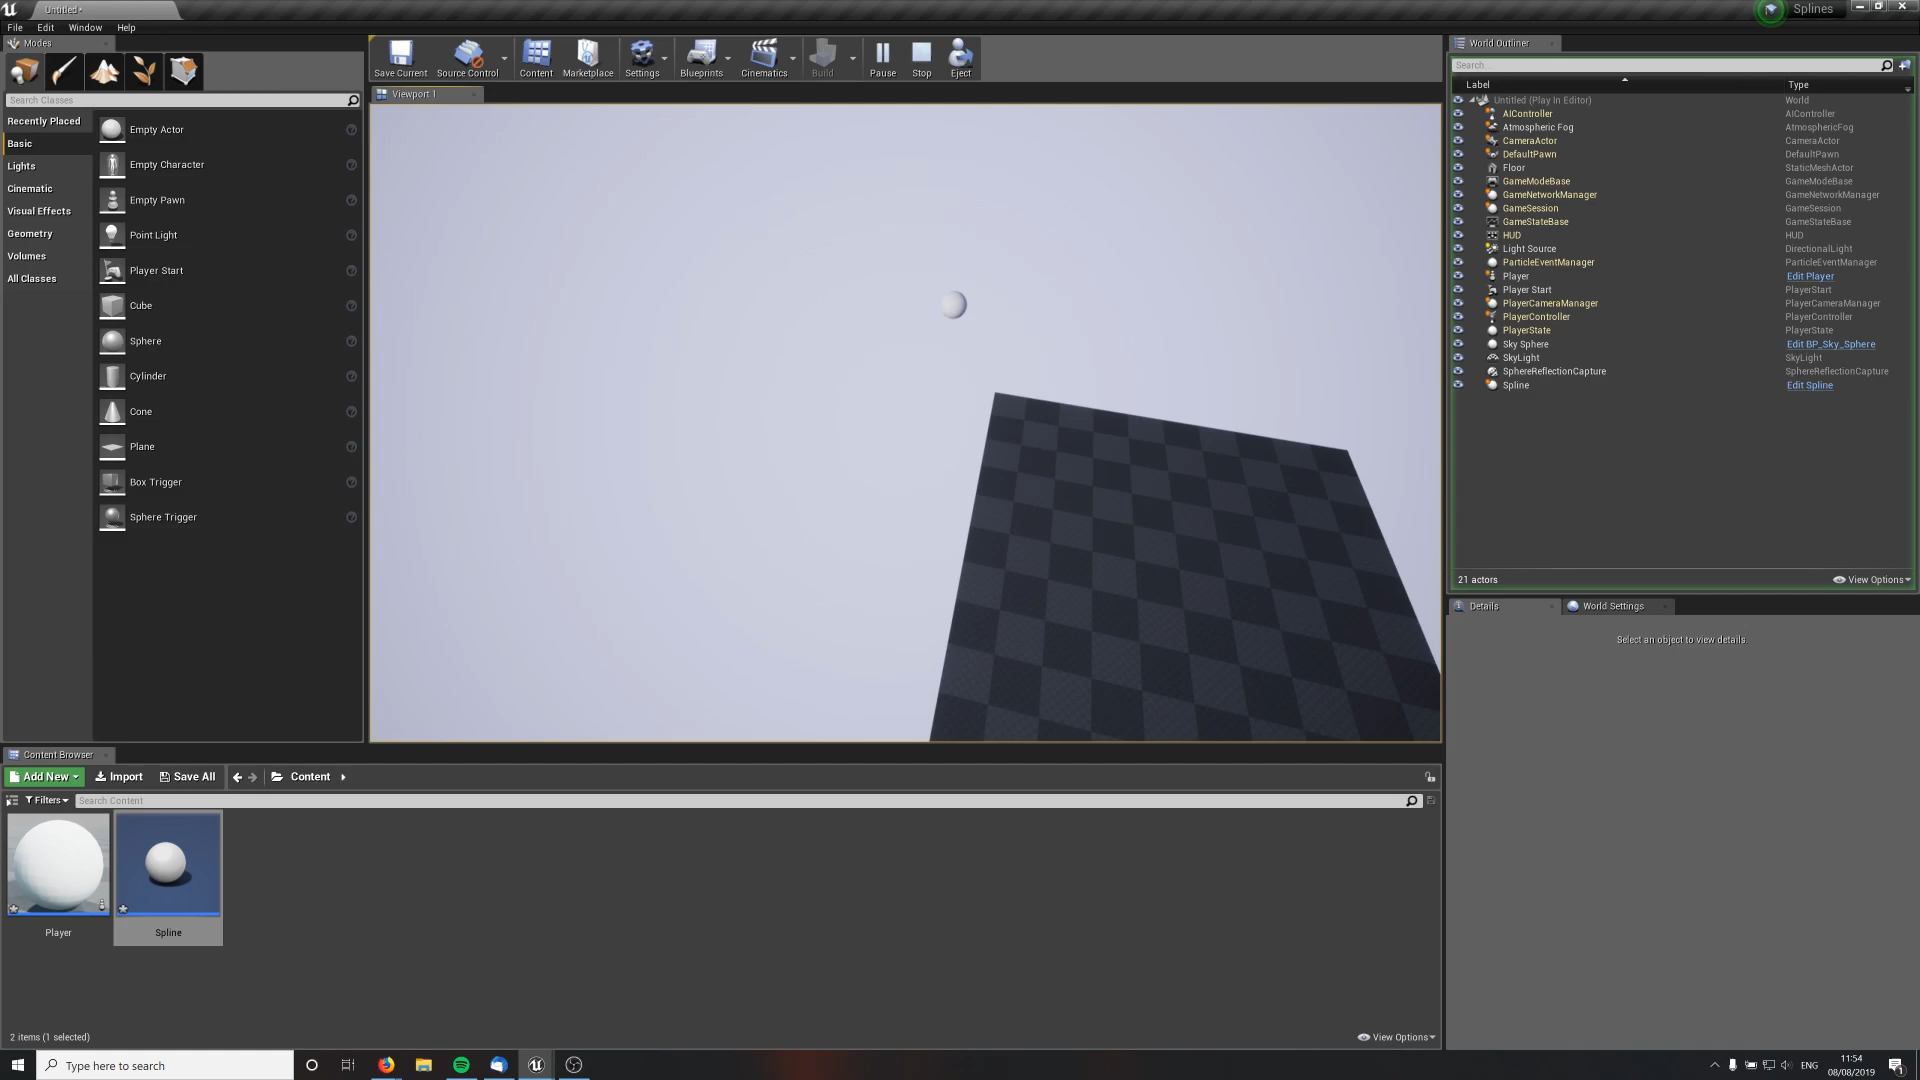 Untitled*
Splines
File Edit Window Help
Modes
Search Classes
Recently Placed
Basic
Lights
Cinematic
Visual Effects
Geometry
Volumes
All Classes
Empty Actor
Empty Character
Empty Pawn
Point Light
Player Start
Cube
Sphere
Cylinder
Cone
Plane
Box Trigger
Sphere Trigger
Save Current Source Control Content Marketplace Settings Blueprints Cinematics Build Pause Stop Eject
Viewport 1
World Outliner
Search...
Label Type
Untitled (Play In Editor) World
AIController AIController
Atmospheric Fog AtmosphericFog
CameraActor CameraActor
DefaultPawn DefaultPawn
Floor StaticMeshActor
GameModeBase GameModeBase
GameNetworkManager GameNetworkManager
GameSession GameSession
GameStateBase GameStateBase
HUD HUD
Light Source DirectionalLight
ParticleEventManager ParticleEventManager
Player Edit Player
Player Start PlayerStart
PlayerCameraManager PlayerCameraManager
PlayerController PlayerController
PlayerState PlayerState
Sky Sphere Edit BP_Sky_Sphere
SkyLight SkyLight
SphereReflectionCapture SphereReflectionCapture
Spline Edit Spline
21 actors View Options
Details World Settings
Select an object to view details.
Content Browser
Add New Import Save All Content
Filters Search Content
Player Spline
2 items (1 selected) View Options
Type here to search
ENG 11:54
08/08/2019
1